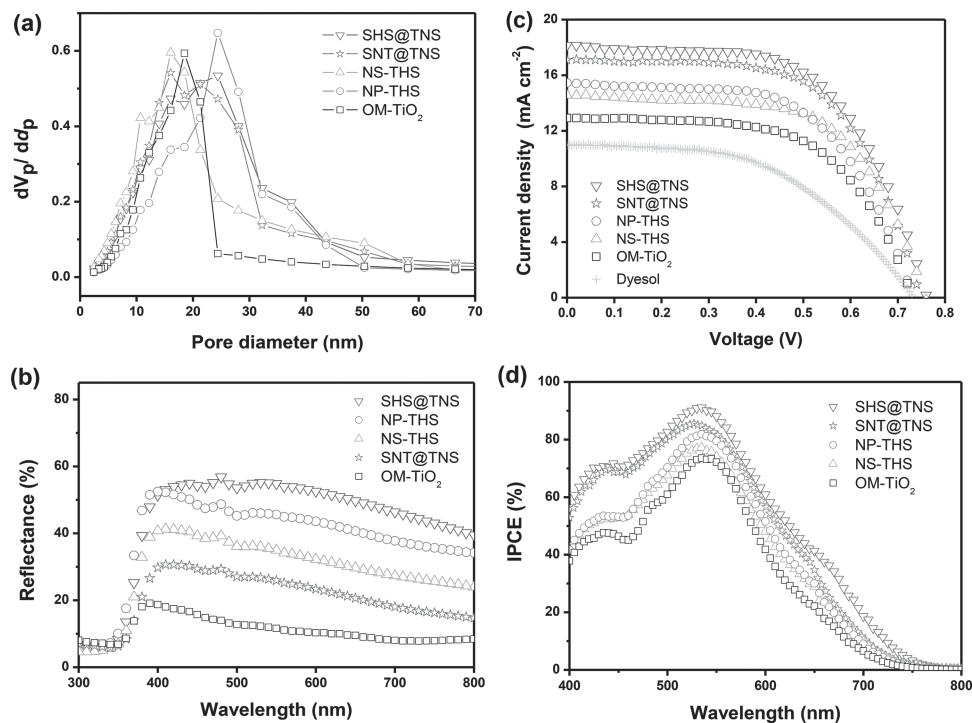 (a)
dVp/ddp
0.6
0.4
0.2
0.0
0 10 20 30 40 50 60 70
Pore diameter (nm)
SHS@TNS
SNT@TNS
NS-THS
NP-THS
OM-TiO₂
(c)
Current density (mA cm⁻²)
20
16
12
8
4
0
0.0 0.1 0.2 0.3 0.4 0.5 0.6 0.7 0.8
Voltage (V)
SHS@TNS
SNT@TNS
NP-THS
NS-THS
OM-TiO₂
Dyesol
(b)
Reflectance (%)
80
60
40
20
0
300 400 500 600 700 800
Wavelength (nm)
SHS@TNS
NP-THS
NS-THS
SNT@TNS
OM-TiO₂
(d)
IPCE (%)
100
80
60
40
20
0
400 500 600 700 800
Wavelength (nm)
SHS@TNS
SNT@TNS
NP-THS
NS-THS
OM-TiO₂